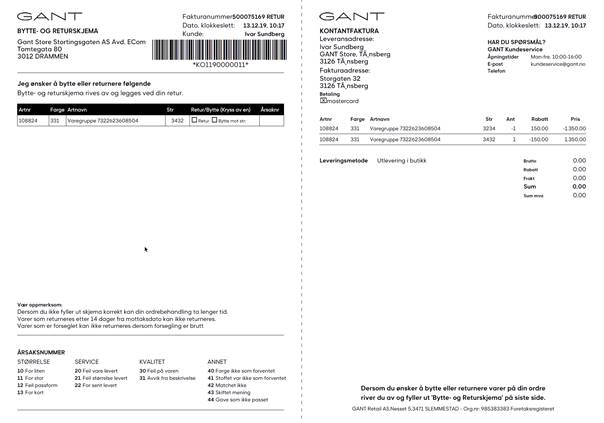 GANT
Fakturanummer: S00075169 RETUR
BYTTE- OG RETURSKJEMA
Dato, klokkeslett: 13.12.19, 10:17
Kunde: Ivar Sundberg
Gant Store Stortingsgaten AS Avd. ECom
Tomtegata 80
3012 DRAMMEN
*KO1190000011*
Jeg ønsker å bytte eller returnere følgende
Bytte- og returskjema rives av og legges ved din retur.
Artnr Farge Artnavn Str Retur/Bytte (Kryss av en) Årsaknr
108824 331 Varegruppe 7322623608504 3432 Retur Bytte mot str:
Vær oppmerksom:
Dersom du ikke fyller ut skjema korrekt kan din ordrebehandling ta lenger tid.
Varer som returneres etter 14 dager fra mottaksdato kan ikke returneres.
Varer som er forseglet kan ikke returneres dersom forsegling er brutt
ÅRSAKSNUMMER
STØRRELSE SERVICE KVALITET ANNET
10 For liten 20 Feil vare levert 30 Feil på varen 40 Farge ikke som forventet
11 For stor 21 Feil størrelse levert 31 Avvik fra beskrivelse 41 Stoffet var ikke som forventet
12 Feil passform 22 For sent levert 42 Matchet ikke
13 For kort 43 Skiftet mening
44 Gave som ikke passet
GANT
Fakturanummer: S00075169 RETUR
Dato, klokkeslett: 13.12.19, 10:17
KONTANTFAKTURA
Leveransadresse:
Ivar Sundberg
GANT Store, TÃ¸nsberg
3126 TÃ¸nsberg
Fakturaadresse:
Storgaten 32
3126 TÃ¸nsberg
Betaling
mastercard
HAR DU SPØRSMÅL?
GANT Kundeservice
Åpningstider Man-fre, 10:00-16:00
E-post kundeservice@gant.no
Telefon
Artnr Farge Artnavn Str Ant Rabatt Pris
108824 331 Varegruppe 7322623608504 3234 -1 150.00 -1.350.00
108824 331 Varegruppe 7322623608504 3432 1 -150.00 1.350.00
Leveringsmetode Utlevering i butikk
Brutto 0.00
Rabatt 0.00
Frakt 0.00
Sum 0.00
Sum mva 0.00
Dersom du ønsker å bytte eller returnere varer på din ordre
river du av og fyller ut 'Bytte- og Returskjema' på siste side.
GANT Retail AS,Nesset 5,3471 SLEMMESTAD - Org.nr: 985383383 Foretaksregisteret